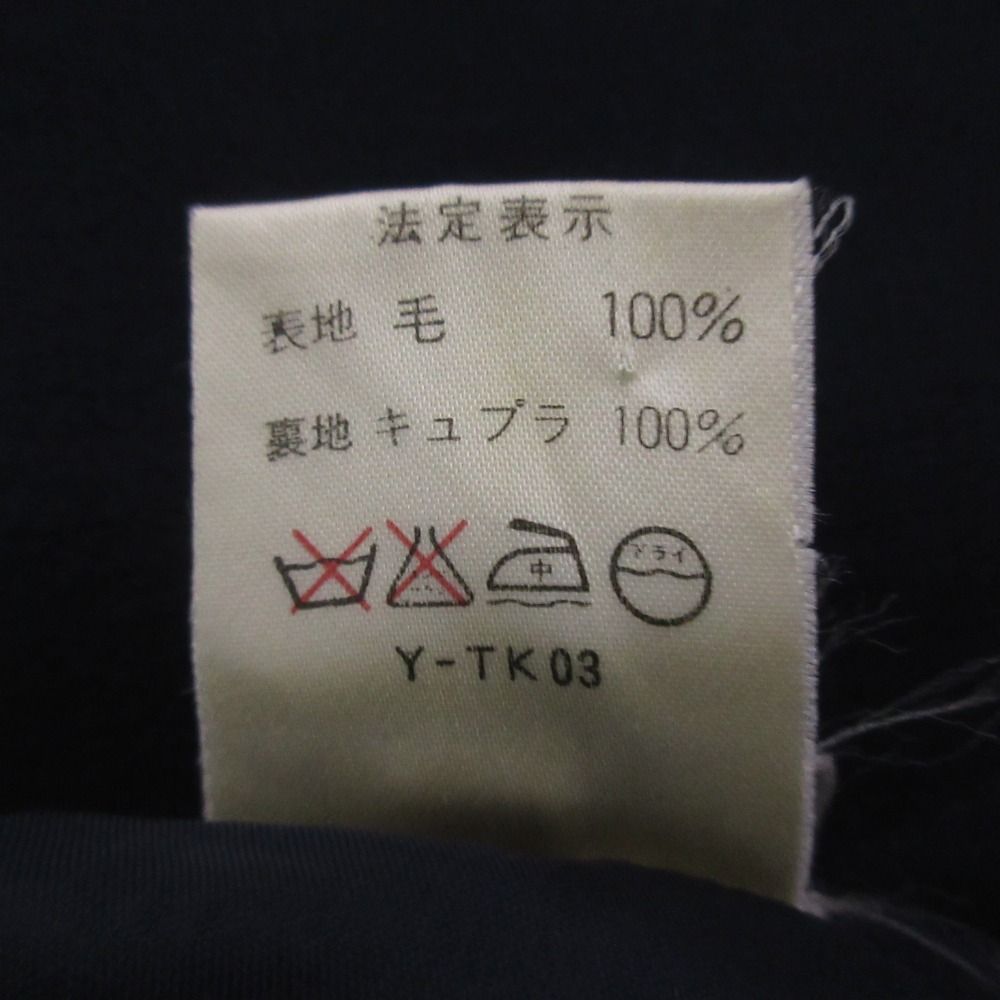 法定表示
表地 毛 100%
裏地 キュプラ 100%
中 ドライ
Y-TK03